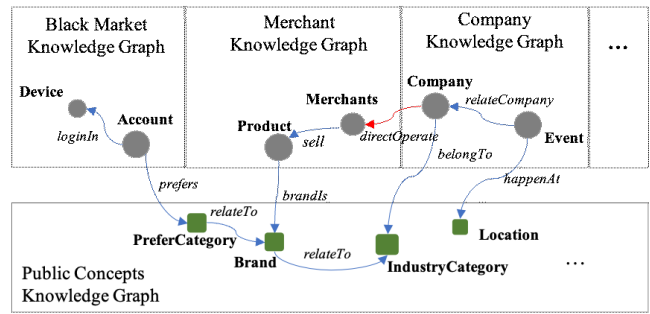 Black Market
Knowledge Graph
Merchant
Knowledge Graph
Company
Knowledge Graph
...
Device
Account
loginIn
Product
Merchants
sell
directOperate
Company
relateCompany
Event
belongTo
happenAt
prefers
brandIs
relateTo
PreferCategory
Brand
relateTo
IndustryCategory
Location
...
Public Concepts
Knowledge Graph